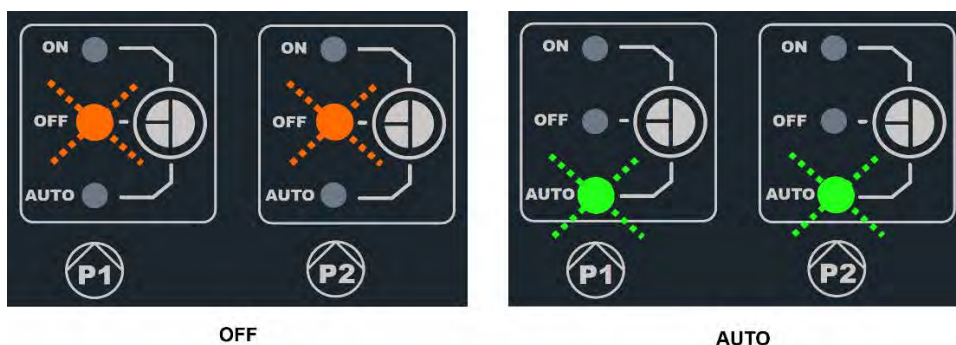 ON ON ON ON
OFF OFF OFF OFF
AUTO AUTO AUTO AUTO
P1 P2 P1 P2
OFF AUTO